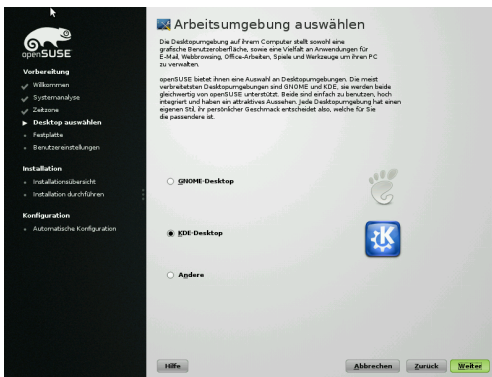 openSUSE
Vorbereitung
Willkommen
Systemanalyse
Zeitzone
Desktop auswählen
Festplatte
Benutzereinstellungen
Installation
Installationsübersicht
Installation durchführen
Konfiguration
Automatische Konfiguration
Arbeitsumgebung auswählen
Die Desktopumgebung auf ihrem Computer stellt sowohl eine
grafische Benutzeroberfläche, sowie eine Vielfalt an Anwendungen für
E-Mail, Webbrowsing, Office-Arbeiten, Spiele und Werkzeuge um ihren PC
zu verwalten.
openSUSE bietet ihnen eine Auswahl an Desktopumgebungen. Die meist
verbreitetsten Desktopumgebungen sind GNOME und KDE, sie werden beide
gleichwertig von openSUSE unterstützt. Beide sind einfach zu benutzen, hoch
integriert und haben ein attraktives Aussehen. Jede Desktopumgebung hat einen
eigenen Stil, ihr persönlicher Geschmack entscheidet also, welche für Sie
die passendere ist.
GNOME-Desktop
KDE-Desktop
Andere
Hilfe
Abbrechen
Zurück
Weiter